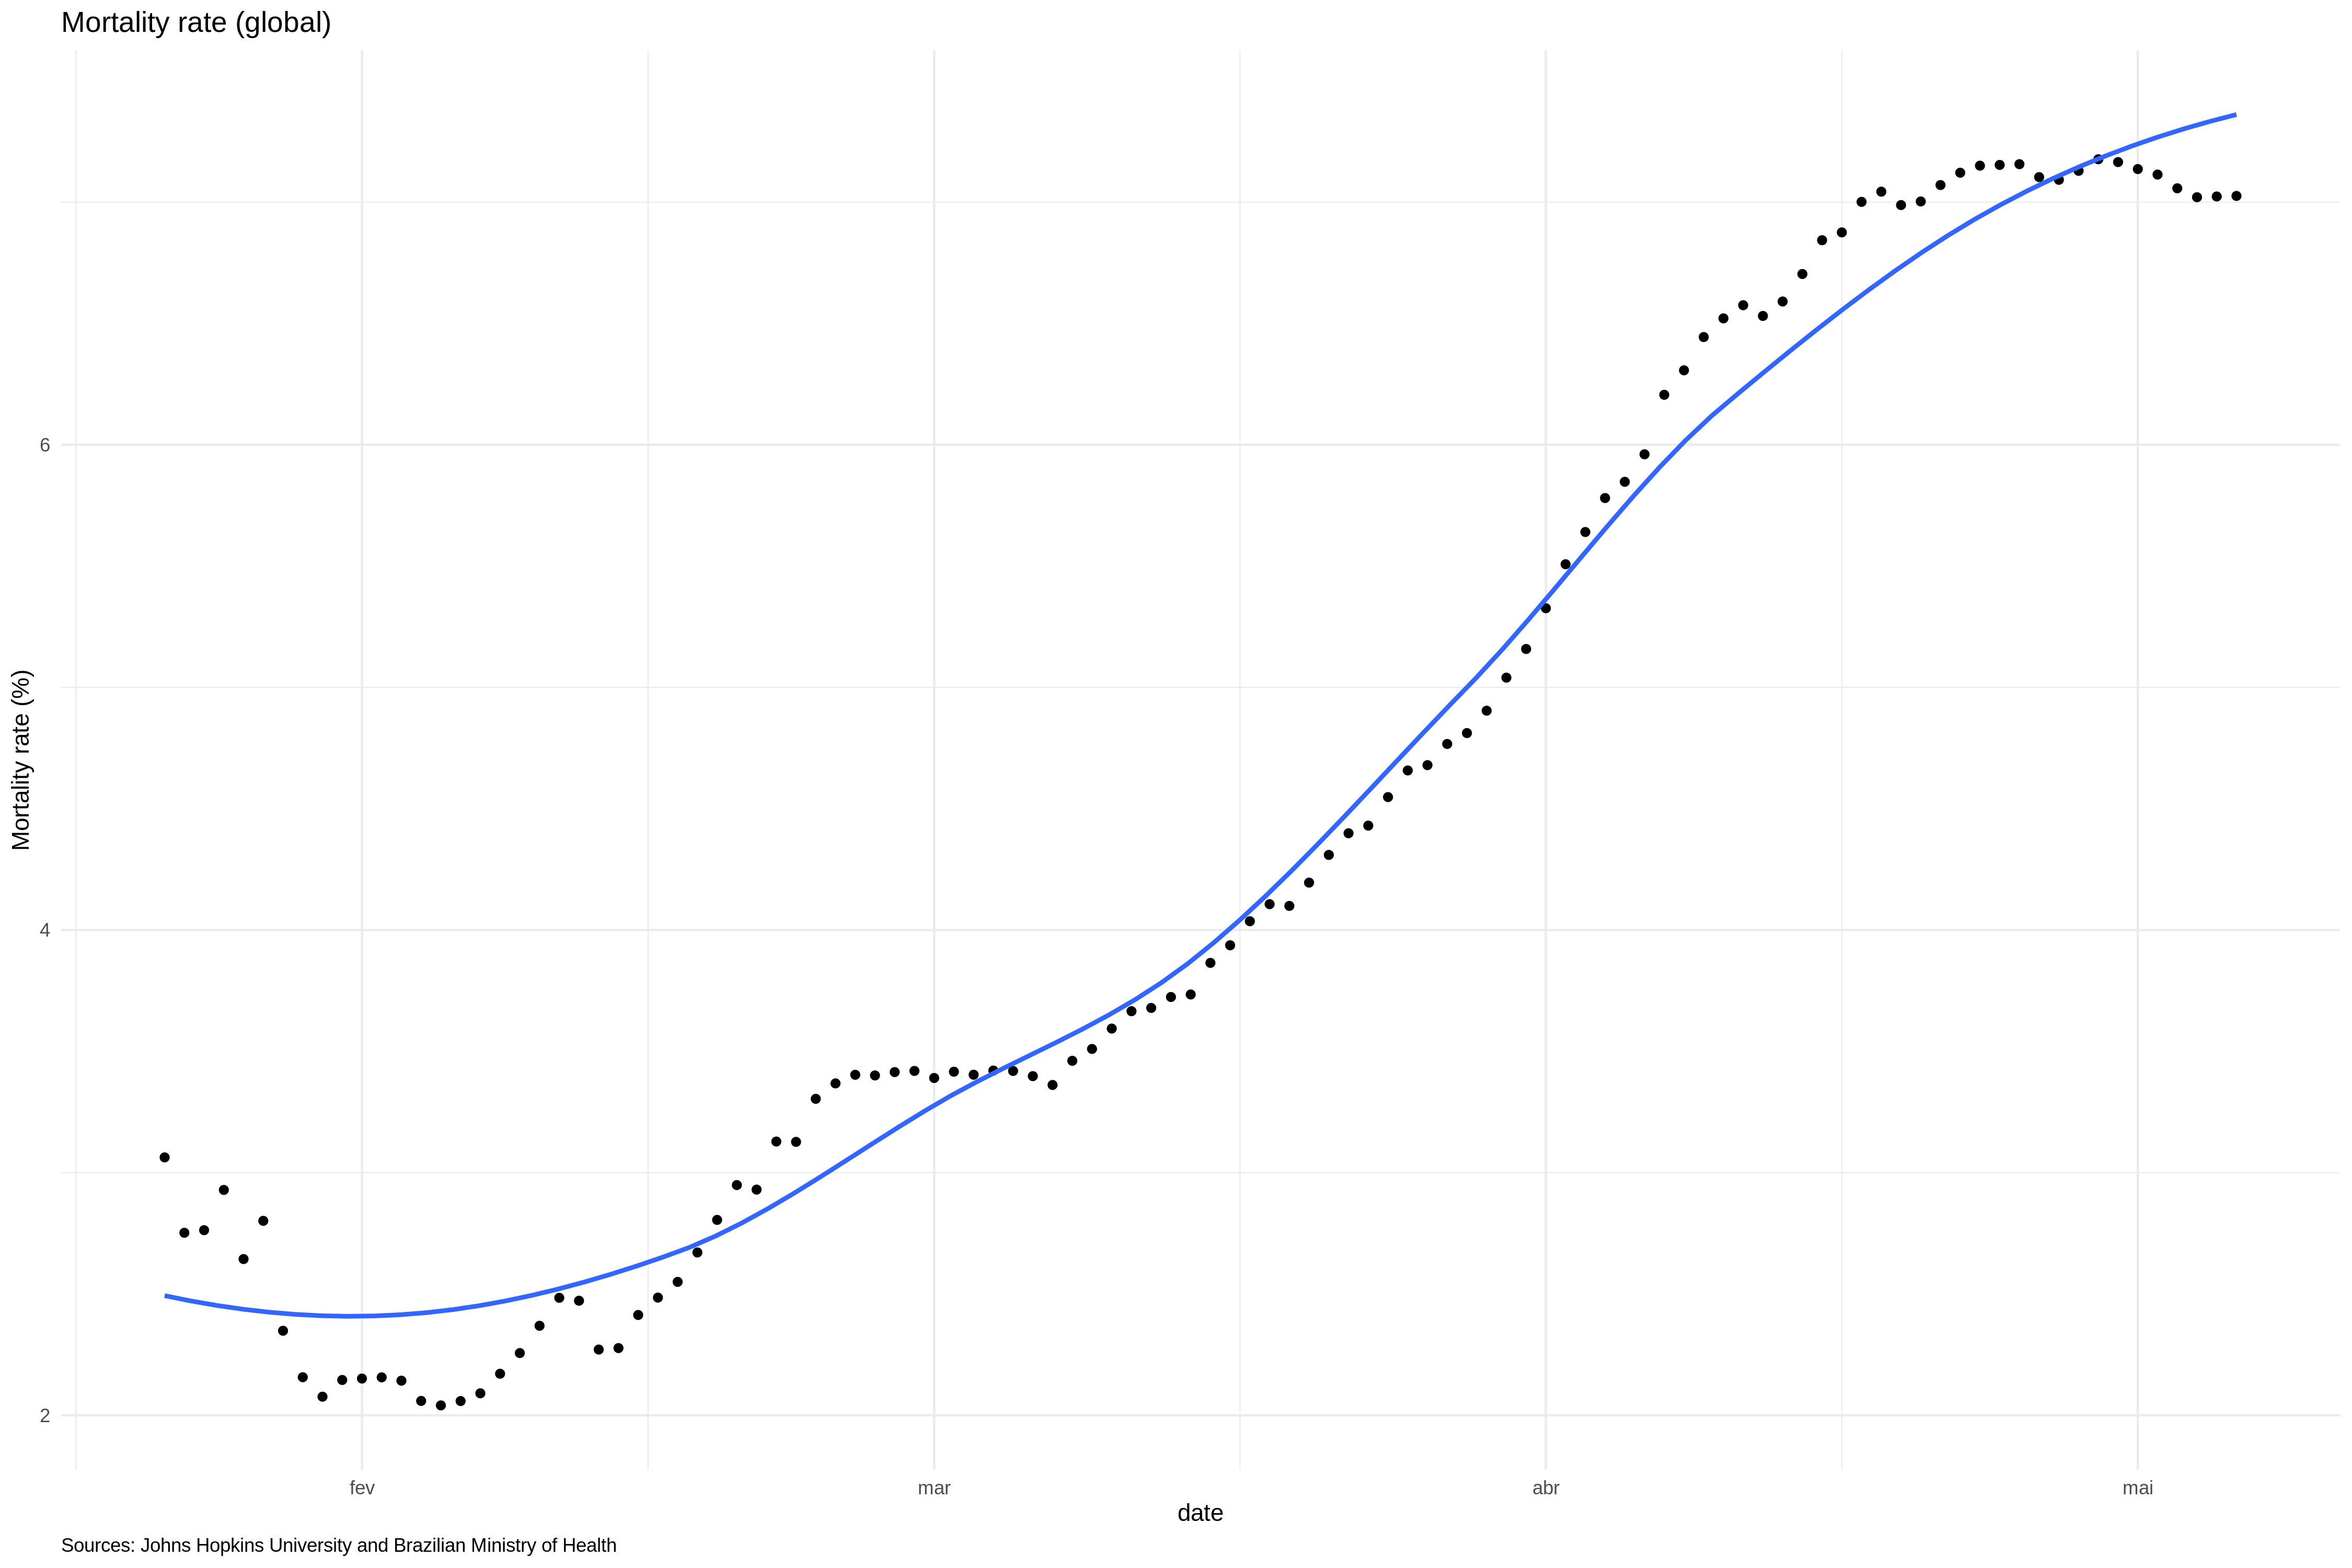 Mortality rate (global)
Mortality rate (%)
6
4
2
fev
mar
abr
mai
date
Sources: Johns Hopkins University and Brazilian Ministry of Health